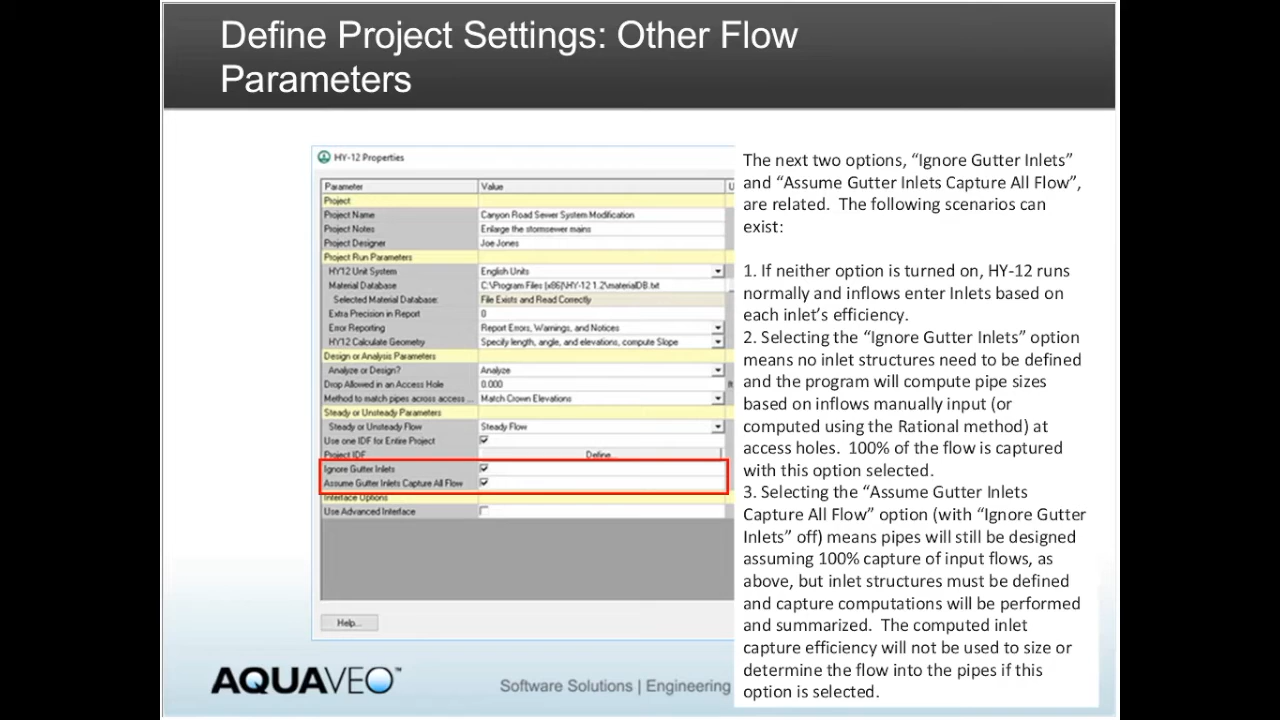 Define Project Settings: Other Flow
Parameters
HY-12 Properties
Parameter Value U
Project
Project Name Canyon Road Sewer System Modification
Project Notes Enlarge the stormsewer mains
Project Designer Joe Jones
Project Run Parameters
HY12 Unit System English Units
Material Database C:\Program Files (x86)\HY-12 1.2\materialDB.txt
Selected Material Database: File Exists and Read Correctly
Extra Precision in Report 0
Error Reporting Report Errors, Warnings, and Notices
HY12 Calculate Geometry Specify length, angle, and elevations, compute Slope
Design or Analysis Parameters
Analyze or Design? Analyze
Drop Allowed in an Access Hole 0.000 ft
Method to match pipes across access ... Match Crown Elevations
Steady or Unsteady Parameters
Steady or Unsteady Flow Steady Flow
Use one IDF for Entire Project
Project IDF Define...
Ignore Gutter Inlets
Assume Gutter Inlets Capture All Flow
Interface Options
Use Advanced Interface
Help...
The next two options, “Ignore Gutter Inlets”
and “Assume Gutter Inlets Capture All Flow”,
are related. The following scenarios can
exist:
1. If neither option is turned on, HY-12 runs
normally and inflows enter Inlets based on
each inlet’s efficiency.
2. Selecting the “Ignore Gutter Inlets” option
means no inlet structures need to be defined
and the program will compute pipe sizes
based on inflows manually input (or
computed using the Rational method) at
access holes. 100% of the flow is captured
with this option selected.
3. Selecting the “Assume Gutter Inlets
Capture All Flow” option (with “Ignore Gutter
Inlets” off) means pipes will still be designed
assuming 100% capture of input flows, as
above, but inlet structures must be defined
and capture computations will be performed
and summarized. The computed inlet
capture efficiency will not be used to size or
determine the flow into the pipes if this
option is selected.
AQUAVEO™
Software Solutions | Engineering